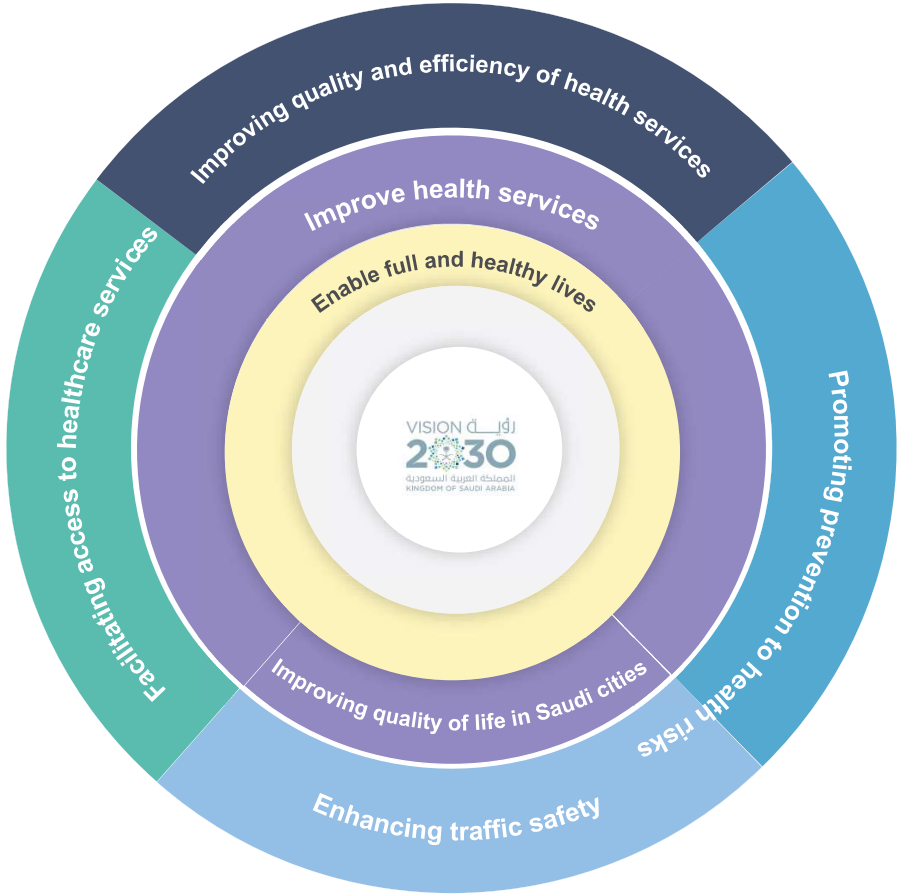 Improving quality and efficiency of health services
Improve health services
Enable full and healthy lives
Facilitating access to healthcare services
Promoting prevention to health risks
VISION رؤيــة
2030
المملكة العربية السعودية
KINGDOM OF SAUDI ARABIA
Improving quality of life in Saudi cities
Enhancing traffic safety